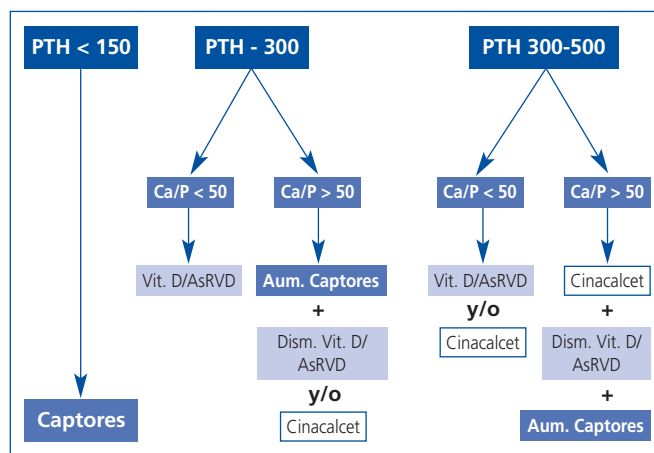 PTH < 150
PTH - 300
PTH 300-500
Ca/P < 50
Ca/P > 50
Ca/P < 50
Ca/P > 50
Vit. D/AsRVD
Aum. Captores
+
Dism. Vit. D/
AsRVD
y/o
Cinacalcet
Vit. D/AsRVD
y/o
Cinacalcet
Cinacalcet
+
Dism. Vit. D/
AsRVD
+
Aum. Captores
Captores